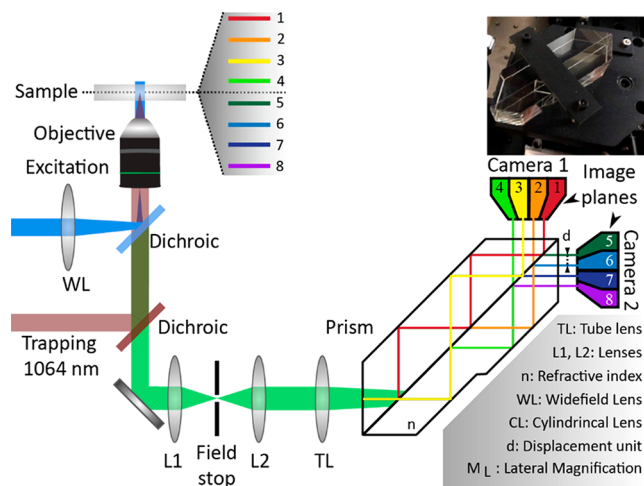 1
2
3
4
5
6
7
8
Sample
Objective
Excitation
WL
Dichroic
Trapping
1064 nm
Dichroic
L1
Field
stop
L2
TL
Prism
n
Camera 1
4 3 2 1
Image
planes
d
5
6
7
8
Camera 2
TL: Tube lens
L1, L2: Lenses
n: Refractive index
WL: Widefield Lens
CL: Cylindrincal Lens
d: Displacement unit
M L : Lateral Magnification